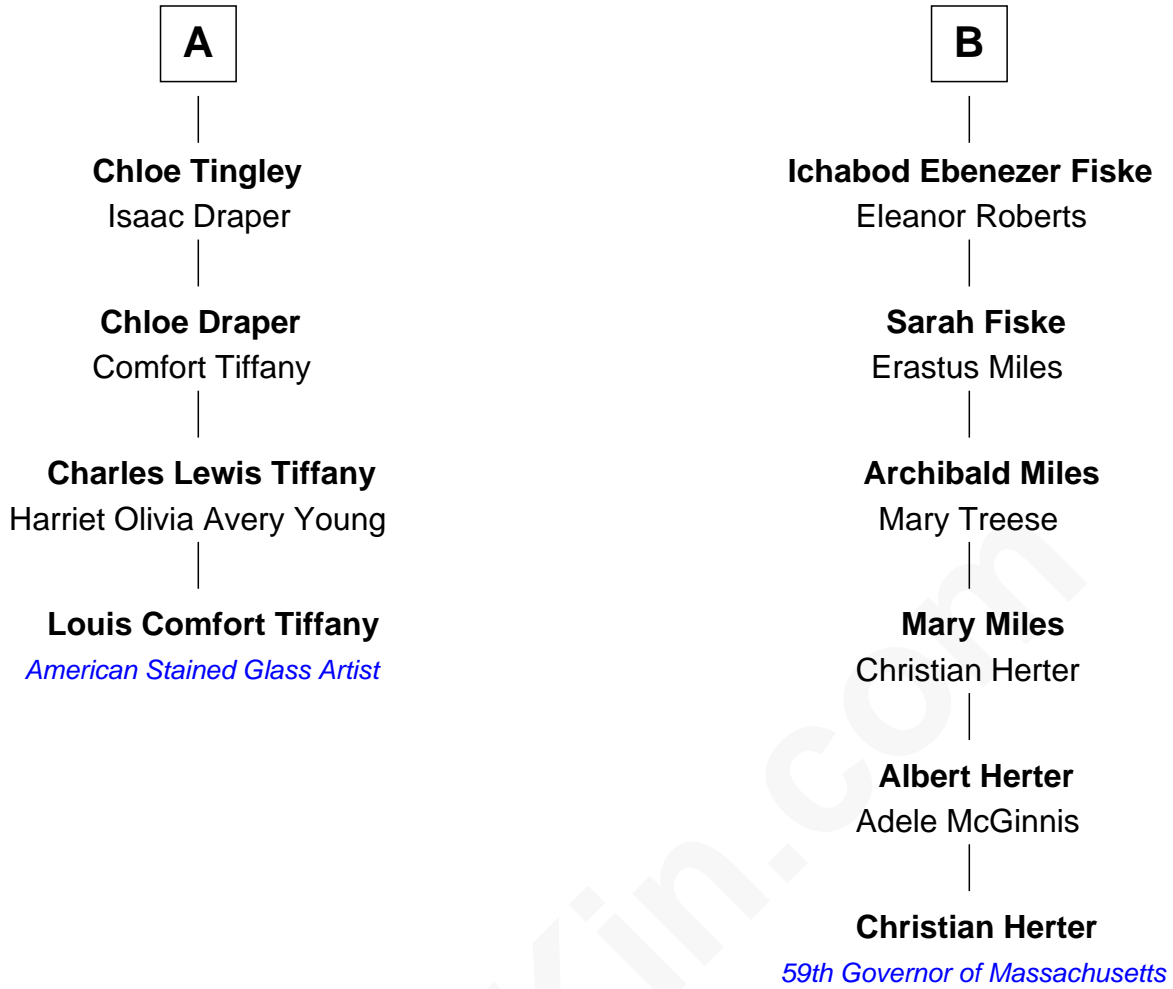 A
Chloe Tingley
Isaac Draper
Chloe Draper
Comfort Tiffany
Charles Lewis Tiffany
Harriet Olivia Avery Young
Louis Comfort Tiffany
American Stained Glass Artist
B
Ichabod Ebenezer Fiske
Eleanor Roberts
Sarah Fiske
Erastus Miles
Archibald Miles
Mary Treese
Mary Miles
Christian Herter
Albert Herter
Adele McGinnis
Christian Herter
59th Governor of Massachusetts
Kin.com